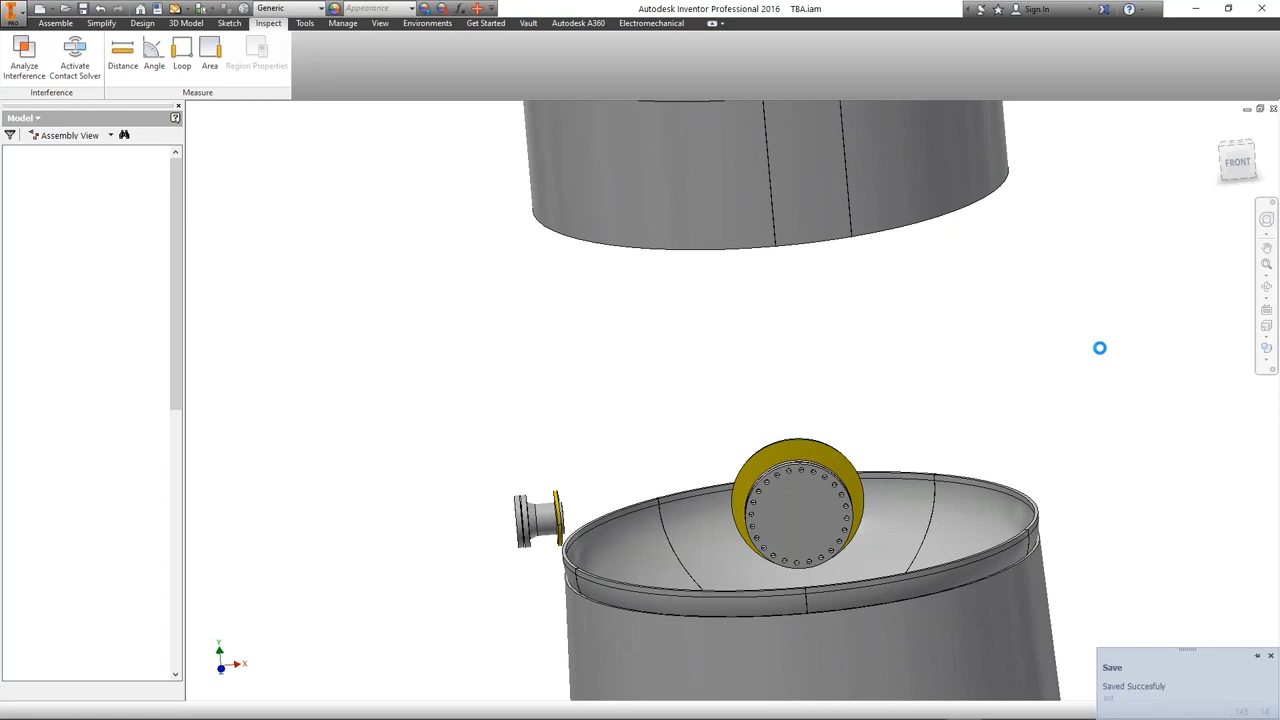 Generic
Appearance
Autodesk Inventor Professional 2016 TBA.iam
Sign In
PRO
Assemble Simplify Design 3D Model Sketch Inspect Tools Manage View Environments Get Started Vault Autodesk A360 Electromechanical
Analyze Interference
Activate Contact Solver
Distance Angle Loop Area Region Properties
Interference Measure
Model
Assembly View
FRONT
Y
X
Save
Saved Succesfuly